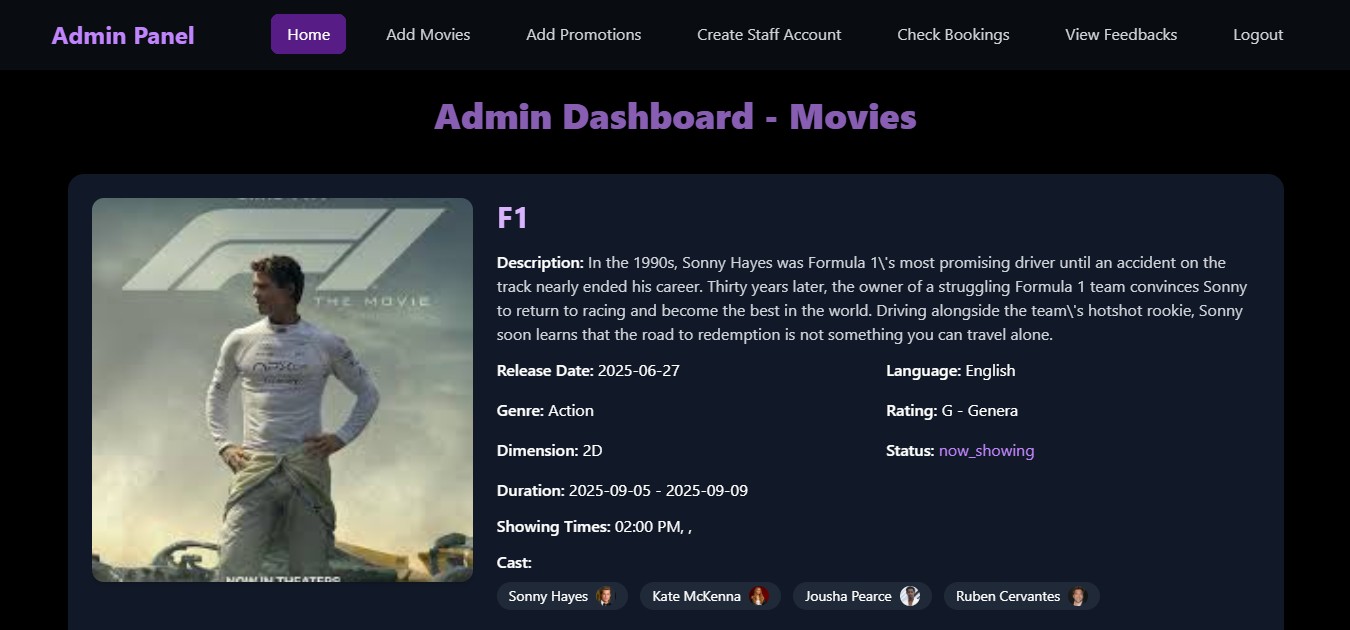 Admin Panel
Home
Add Movies
Add Promotions
Create Staff Account
Check Bookings
View Feedbacks
Logout
Admin Dashboard - Movies
F1
THE MOVIE
NOW IN THEATERS
F1
Description: In the 1990s, Sonny Hayes was Formula 1\'s most promising driver until an accident on the
track nearly ended his career. Thirty years later, the owner of a struggling Formula 1 team convinces Sonny
to return to racing and become the best in the world. Driving alongside the team\'s hotshot rookie, Sonny
soon learns that the road to redemption is not something you can travel alone.
Release Date: 2025-06-27
Language: English
Genre: Action
Rating: G - Genera
Dimension: 2D
Status: now_showing
Duration: 2025-09-05 - 2025-09-09
Showing Times: 02:00 PM, ,
Cast:
Sonny Hayes
Kate McKenna
Jousha Pearce
Ruben Cervantes